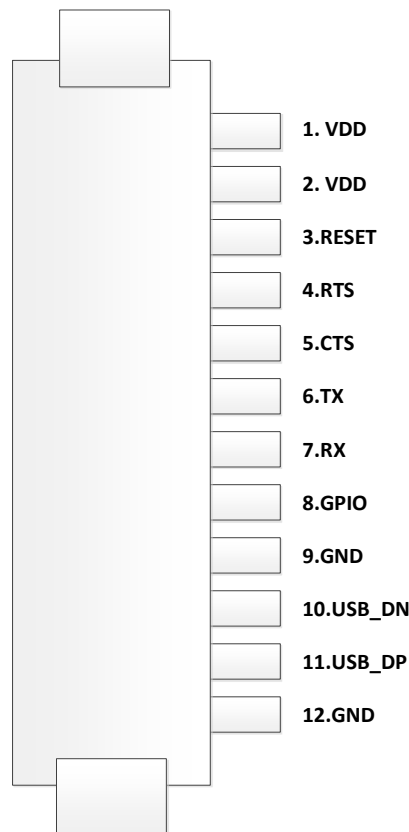 1. VDD
2. VDD
3.RESET
4.RTS
5.CTS
6.TX
7.RX
8.GPIO
9.GND
10.USB_DN
11.USB_DP
12.GND